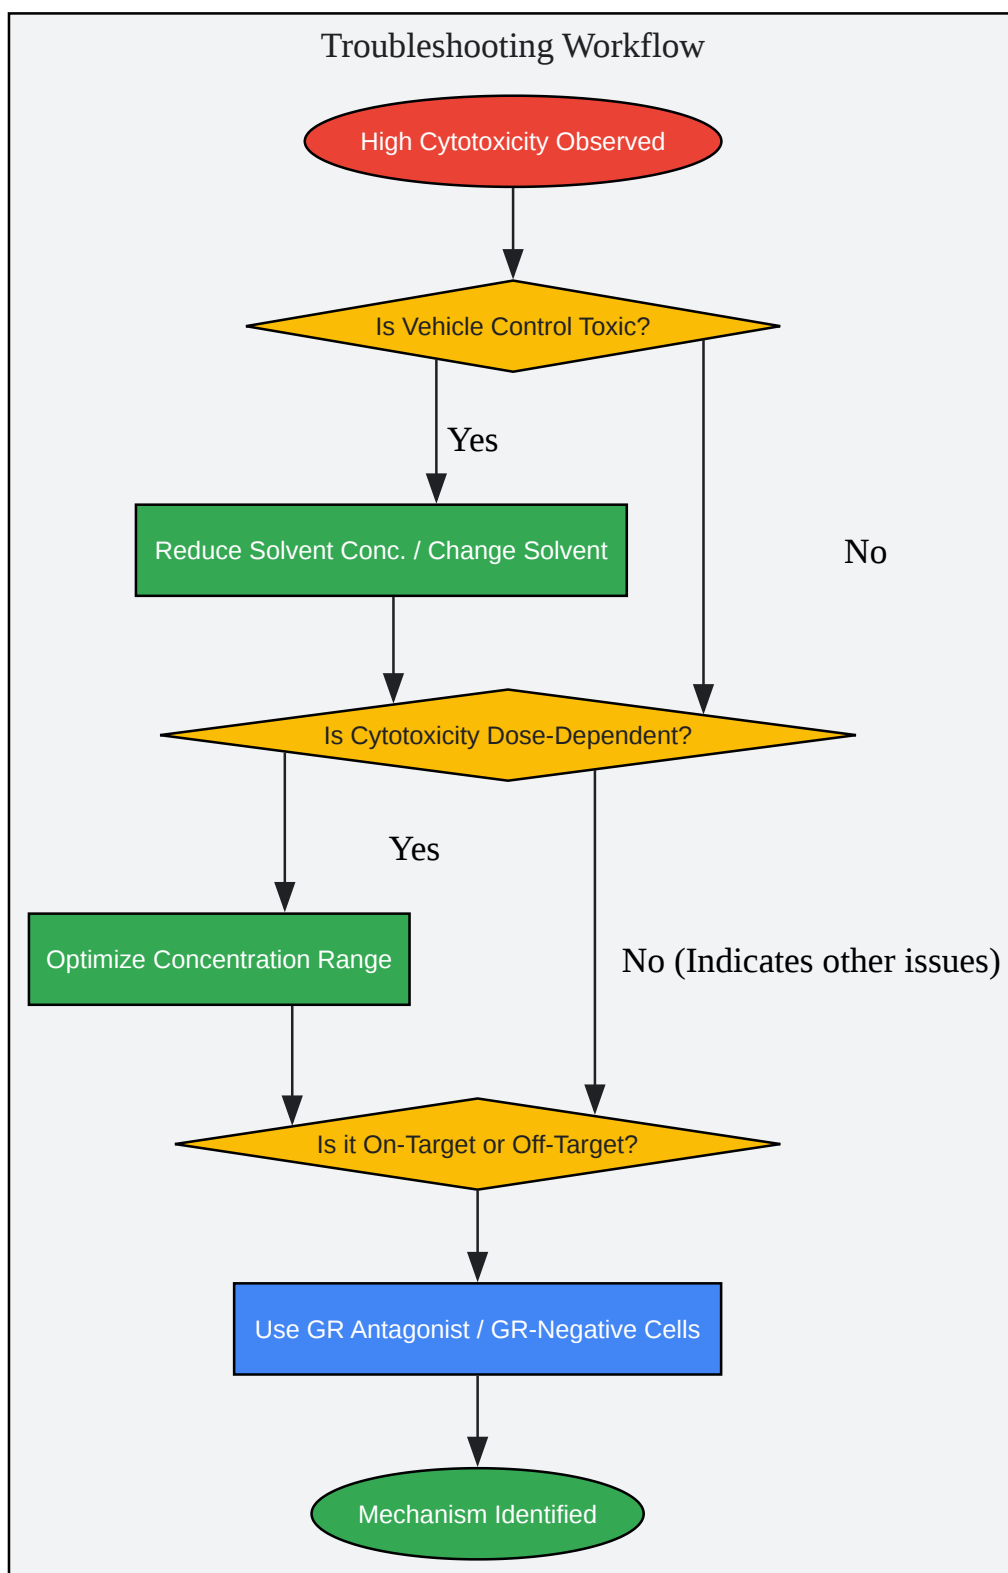 Troubleshooting Workflow
High Cytotoxicity Observed
Is Vehicle Control Toxic?
Yes
Reduce Solvent Conc. / Change Solvent
No
Is Cytotoxicity Dose-Dependent?
Yes
Optimize Concentration Range
No (Indicates other issues)
Is it On-Target or Off-Target?
Use GR Antagonist / GR-Negative Cells
Mechanism Identified